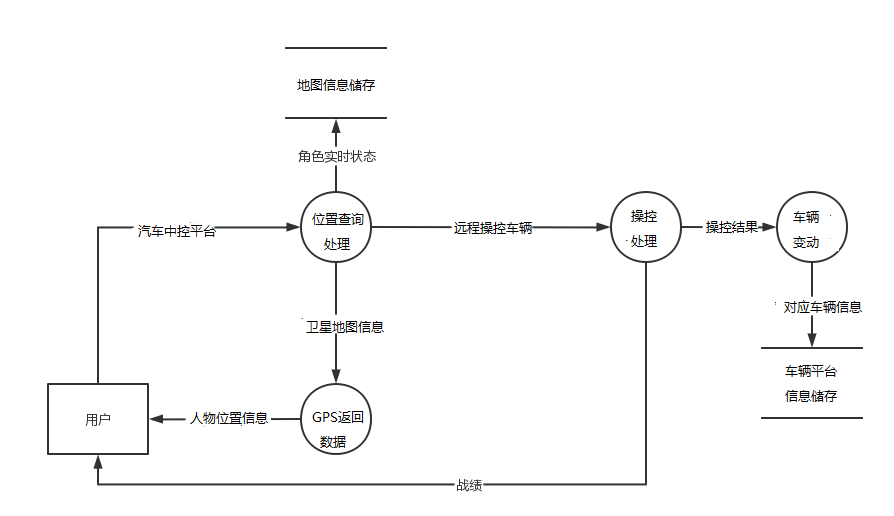 地图信息储存
角色实时状态
位置查询
处理
汽车中控平台
远程操控车辆
操控
处理
操控结果
车辆
变动
对应车辆信息
卫星地图信息
车辆平台
信息储存
用户
人物位置信息
GPS返回
数据
战绩